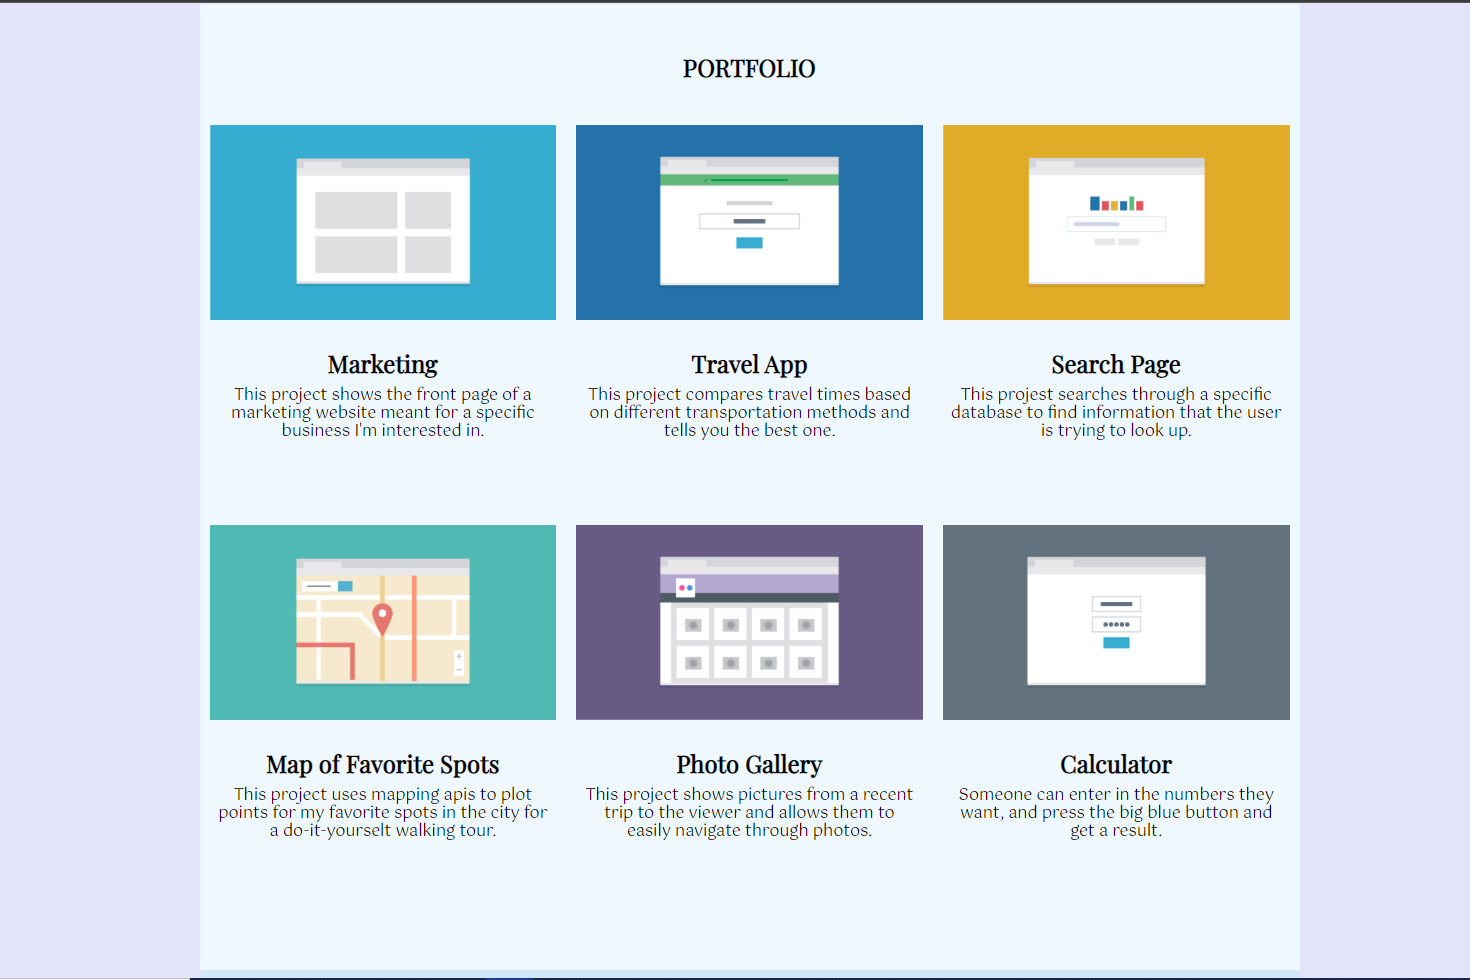 PORTFOLIO
Marketing
This project shows the front page of a
marketing website meant for a specific
business I'm interested in.
Travel App
This project compares travel times based
on different transportation methods and
tells you the best one.
Search Page
This projest searches through a specific
database to find information that the user
is trying to look up.
Map of Favorite Spots
This project uses mapping apis to plot
points for my favorite spots in the city for
a do-it-yourselt walking tour.
Photo Gallery
This project shows pictures from a recent
trip to the viewer and allows them to
easily navigate through photos.
Calculator
Someone can enter in the numbers they
want, and press the big blue button and
get a result.